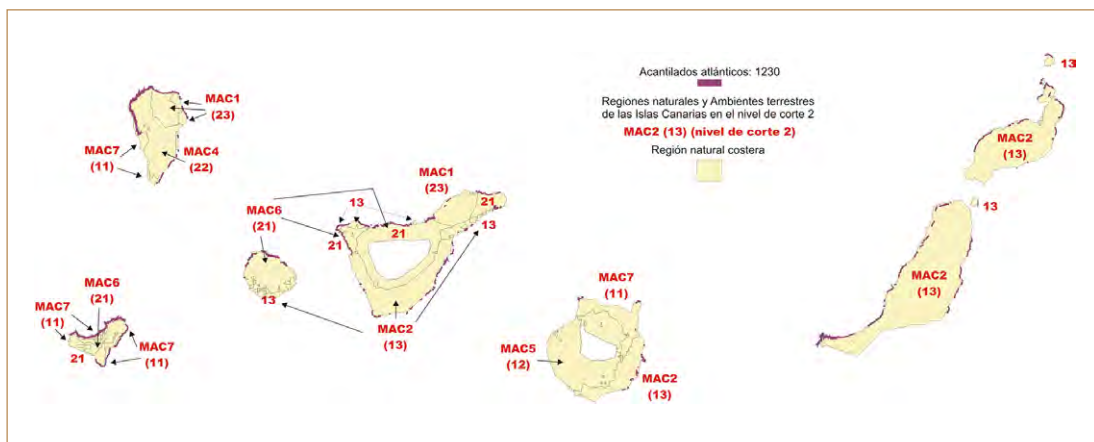 Acantilados atlánticos: 1230
Regiones naturales y Ambientes terrestres
de las Islas Canarias en el nivel de corte 2
MAC2 (13) (nivel de corte 2)
Región natural costera
13
MAC2
(13)
13
MAC2
(13)
MAC1
(23)
MAC7
(11)
MAC4
(22)
MAC1
(23)
13
MAC6
(21)
21
21
21
13
13
MAC2
(13)
MAC6
(21)
MAC7
(11)
21
MAC7
(11)
MAC7
(11)
MAC5
(12)
MAC2
(13)